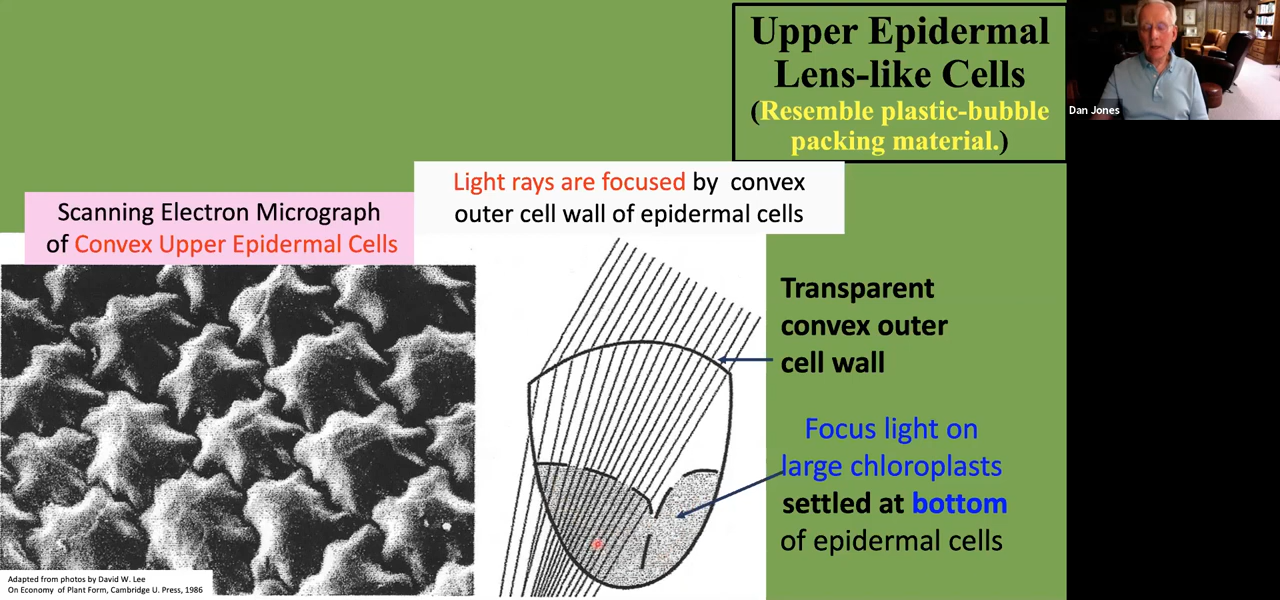 Upper Epidermal
Lens-like Cells
(Resemble plastic-bubble
packing material.)
Dan Jones
Light rays are focused by convex
outer cell wall of epidermal cells
Scanning Electron Micrograph
of Convex Upper Epidermal Cells
Transparent
convex outer
cell wall
Focus light on
large chloroplasts
settled at bottom
of epidermal cells
Adapted from photos by David W. Lee
On Economy of Plant Form, Cambridge U. Press, 1986